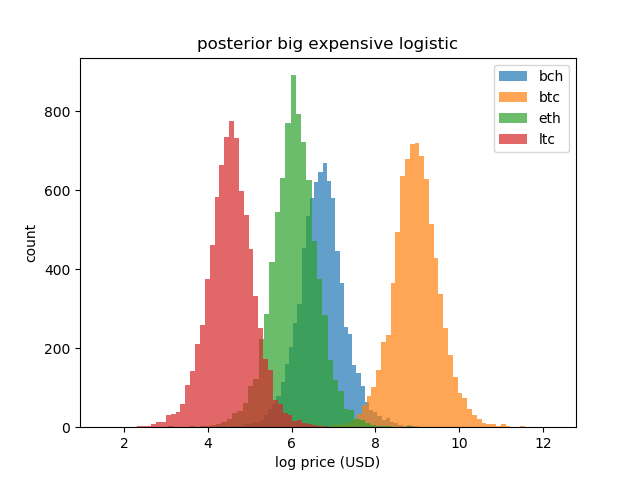 posterior big expensive logistic
bch
btc
eth
ltc
800
600
400
200
0
count
2
4
6
8
10
12
log price (USD)